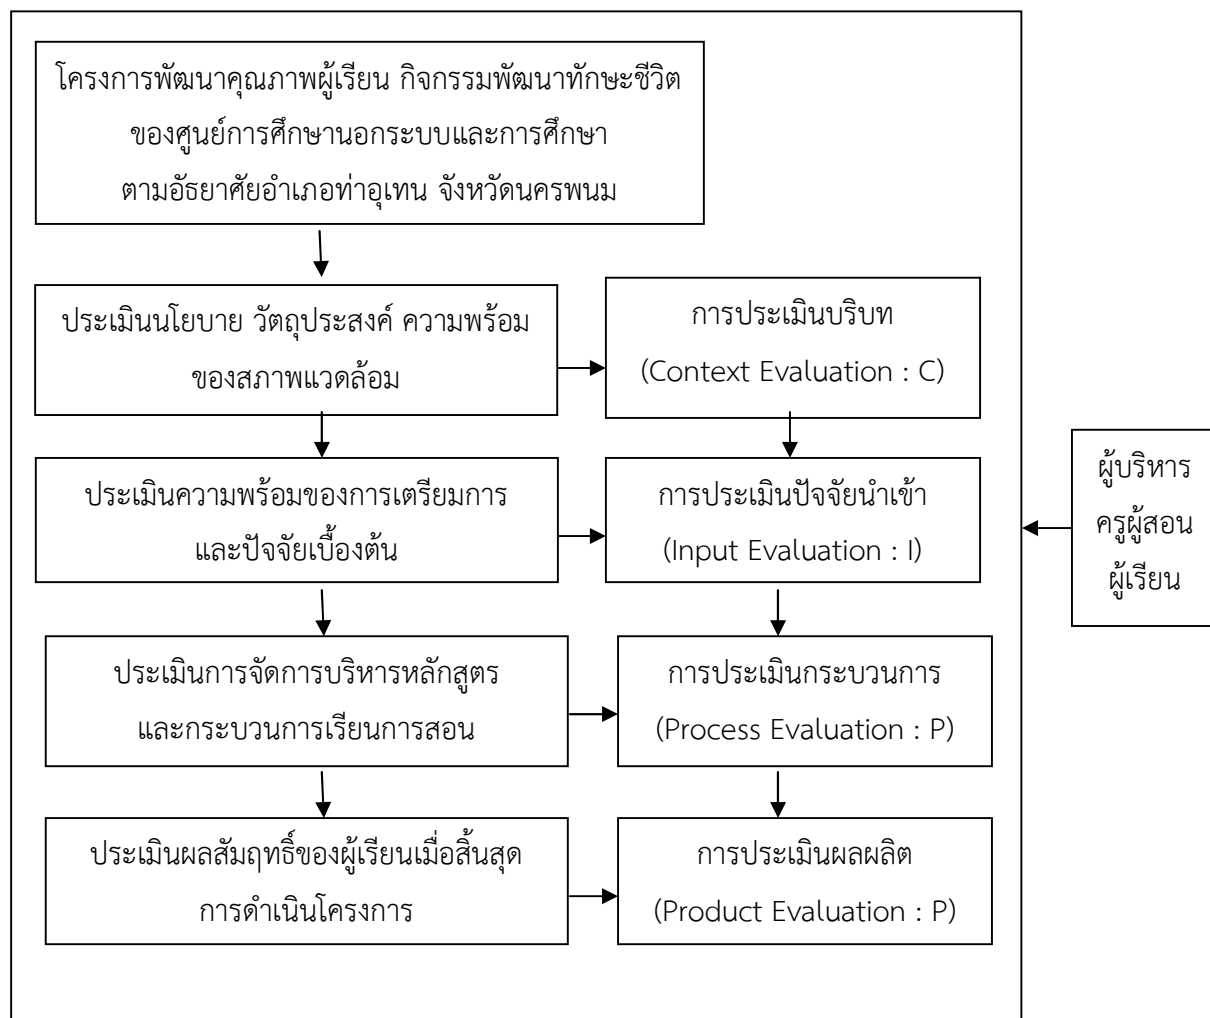 โครงการพัฒนาคุณภาพผู้เรียน กิจกรรมพัฒนาทักษะชีวิต
ของศูนย์การศึกษานอกระบบและการศึกษา
ตามอัธยาศัยอำเภอท่าอุเทน จังหวัดนครพนม
ประเมินนโยบาย วัตถุประสงค์ ความพร้อม
ของสภาพแวดล้อม
การประเมินบริบท
(Context Evaluation : C)
ประเมินความพร้อมของการเตรียมการ
และปัจจัยเบื้องต้น
การประเมินปัจจัยนำเข้า
(Input Evaluation : I)
ประเมินการจัดการบริหารหลักสูตร
และกระบวนการเรียนการสอน
การประเมินกระบวนการ
(Process Evaluation : P)
ประเมินผลสัมฤทธิ์ของผู้เรียนเมื่อสิ้นสุด
การดำเนินโครงการ
การประเมินผลผลิต
(Product Evaluation : P)
ผู้บริหาร
ครูผู้สอน
ผู้เรียน